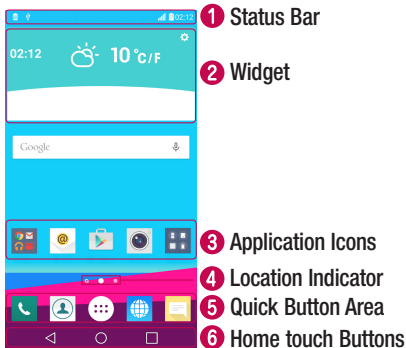 02:12
1 Status Bar
02:12
10°C/F
2 Widget
Google
@
3 Application Icons
4 Location Indicator
5 Quick Button Area
6 Home touch Buttons